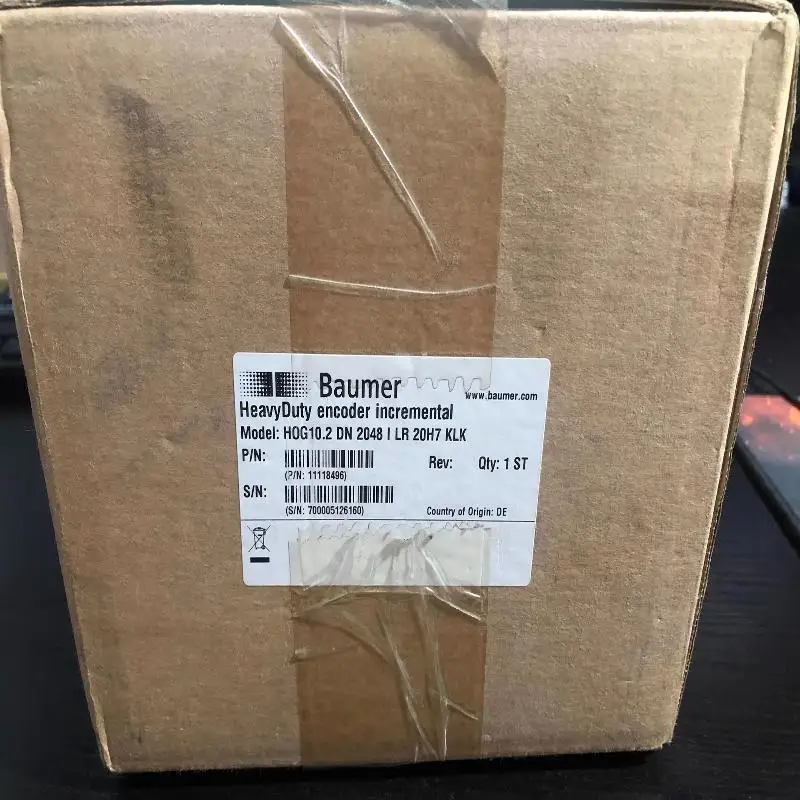 Baumer
www.baumer.com
HeavyDuty encoder incremental
Model: HOG10.2 DN 2048 I LR 20H7 KLK
P/N:
Rev: Qty: 1 ST
(P/N: 11118496)
S/N:
(S/N: 700005126160)
Country of Origin: DE